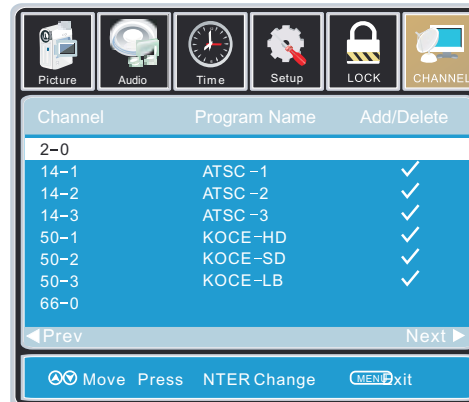 Picture Audio Time Setup LOCK CHANNEL
Channel Program Name Add/Delete
2-0
14-1 ATSC-1 ✓
14-2 ATSC-2 ✓
14-3 ATSC-3 ✓
50-1 KOCE-HD ✓
50-2 KOCE-SD ✓
50-3 KOCE-LB ✓
66-0
◀Prev Next▶
Move Press NTER Change MENU Exit